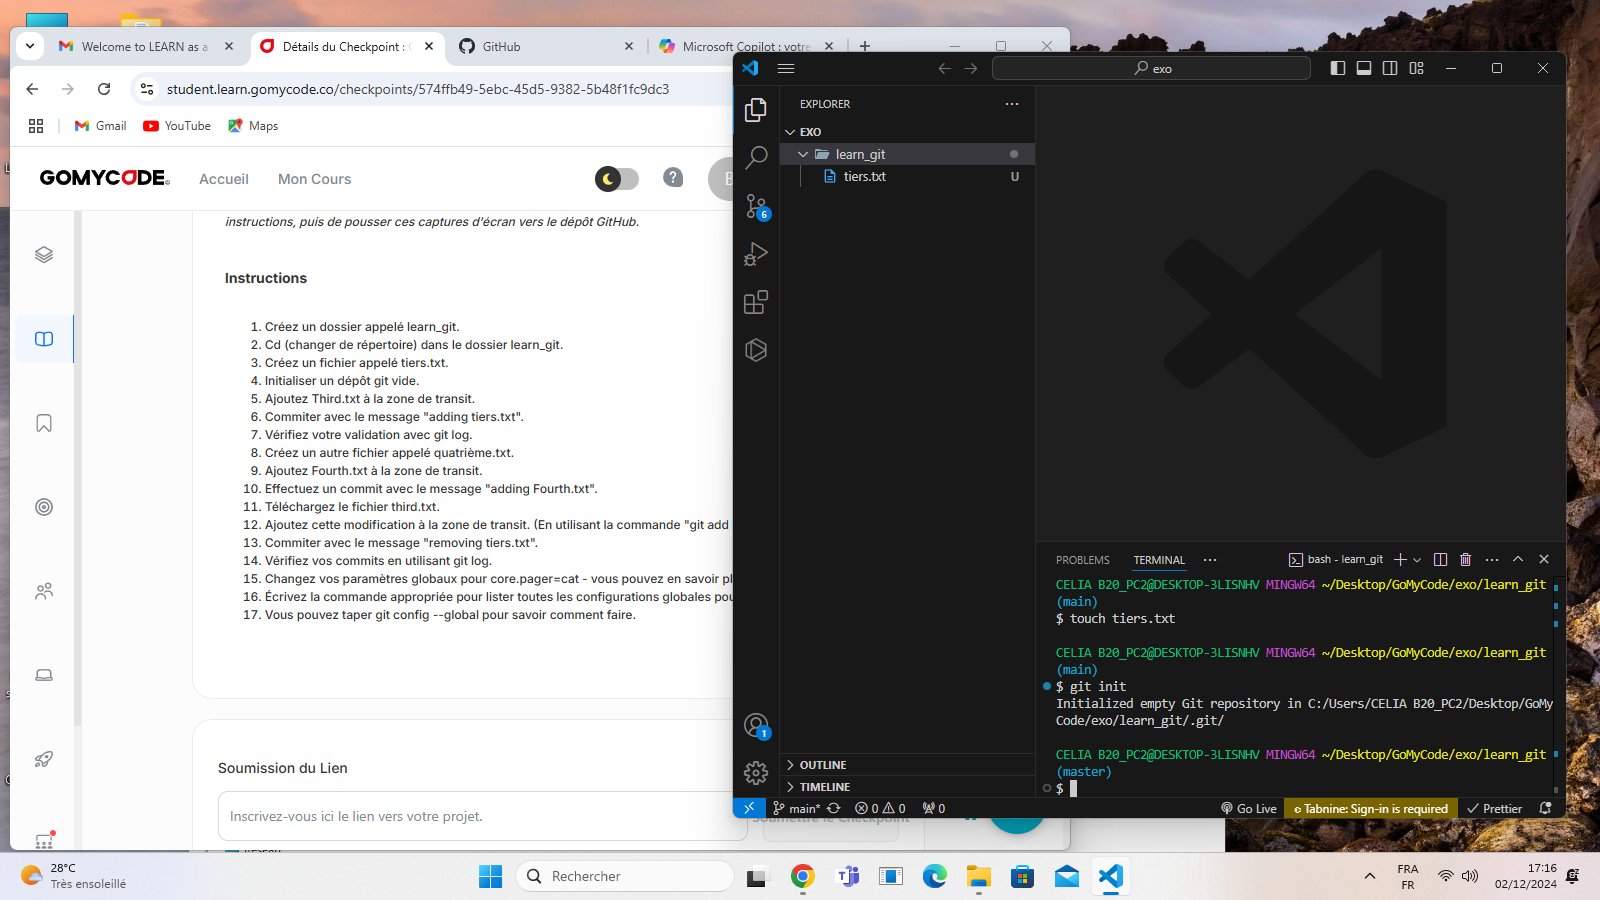 Welcome to LEARN as a
Détails du Checkpoint :
GitHub
Microsoft Copilot : votre
student.learn.gomycode.co/checkpoints/574ffb49-5ebc-45d5-9382-5b48f1fc9dc3
Gmail
YouTube
Maps
GOMYCODE
Accueil
Mon Cours
instructions, puis de pousser ces captures d'écran vers le dépôt GitHub.
Instructions
1. Créez un dossier appelé learn_git.
2. Cd (changer de répertoire) dans le dossier learn_git.
3. Créez un fichier appelé tiers.txt.
4. Initialiser un dépôt git vide.
5. Ajoutez Third.txt à la zone de transit.
6. Commiter avec le message "adding tiers.txt".
7. Vérifiez votre validation avec git log.
8. Créez un autre fichier appelé quatrième.txt.
9. Ajoutez Fourth.txt à la zone de transit.
10. Effectuez un commit avec le message "adding Fourth.txt".
11. Téléchargez le fichier third.txt.
12. Ajoutez cette modification à la zone de transit. (En utilisant la commande "git add
13. Commiter avec le message "removing tiers.txt".
14. Vérifiez vos commits en utilisant git log.
15. Changez vos paramètres globaux pour core.pager=cat - vous pouvez en savoir pl
16. Écrivez la commande appropriée pour lister toutes les configurations globales pou
17. Vous pouvez taper git config --global pour savoir comment faire.
Soumission du Lien
Inscrivez-vous ici le lien vers votre projet.
Soumettre le Checkpoint
exo
EXPLORER
EXO
learn_git
tiers.txt
U
6
1
OUTLINE
TIMELINE
PROBLEMS
TERMINAL
bash - learn_git
CELIA B20_PC2@DESKTOP-3LISNHV MINGW64 ~/Desktop/GoMyCode/exo/learn_git
(main)
$ touch tiers.txt
CELIA B20_PC2@DESKTOP-3LISNHV MINGW64 ~/Desktop/GoMyCode/exo/learn_git
(main)
$ git init
Initialized empty Git repository in C:/Users/CELIA B20_PC2/Desktop/GoMy
Code/exo/learn_git/.git/
CELIA B20_PC2@DESKTOP-3LISNHV MINGW64 ~/Desktop/GoMyCode/exo/learn_git
(master)
$
main*
0
0
0
Go Live
Tabnine: Sign-in is required
Prettier
28°C
Très ensoleillé
Rechercher
FRA
FR
17:16
02/12/2024